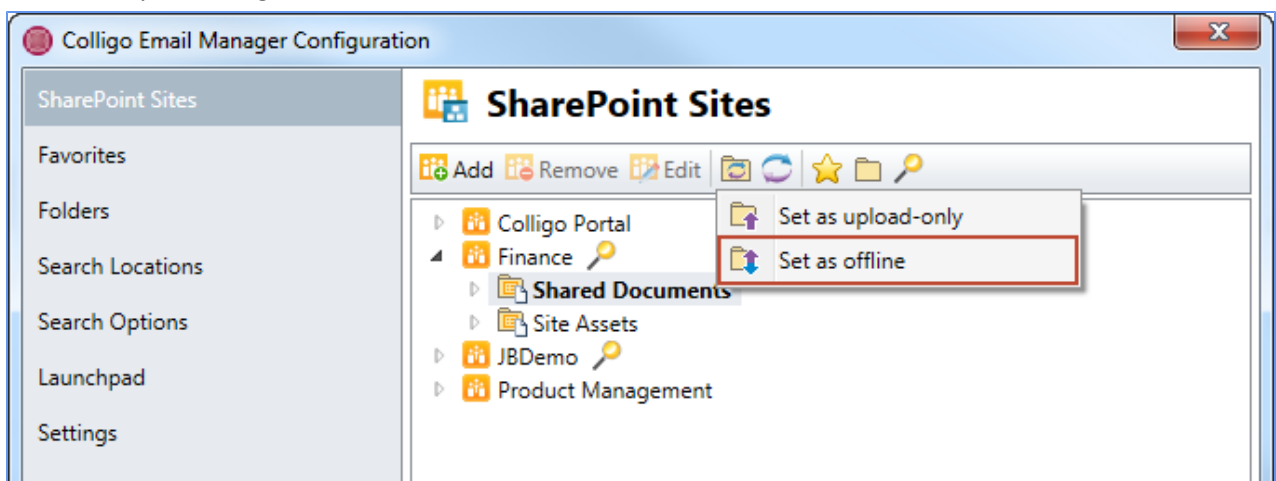 Colligo Email Manager Configuration
SharePoint Sites
Favorites
Folders
Search Locations
Search Options
Launchpad
Settings
SharePoint Sites
Add Remove Edit
Set as upload-only
Set as offline
Colligo Portal
Finance
Shared Documents
Site Assets
JBDemo
Product Management